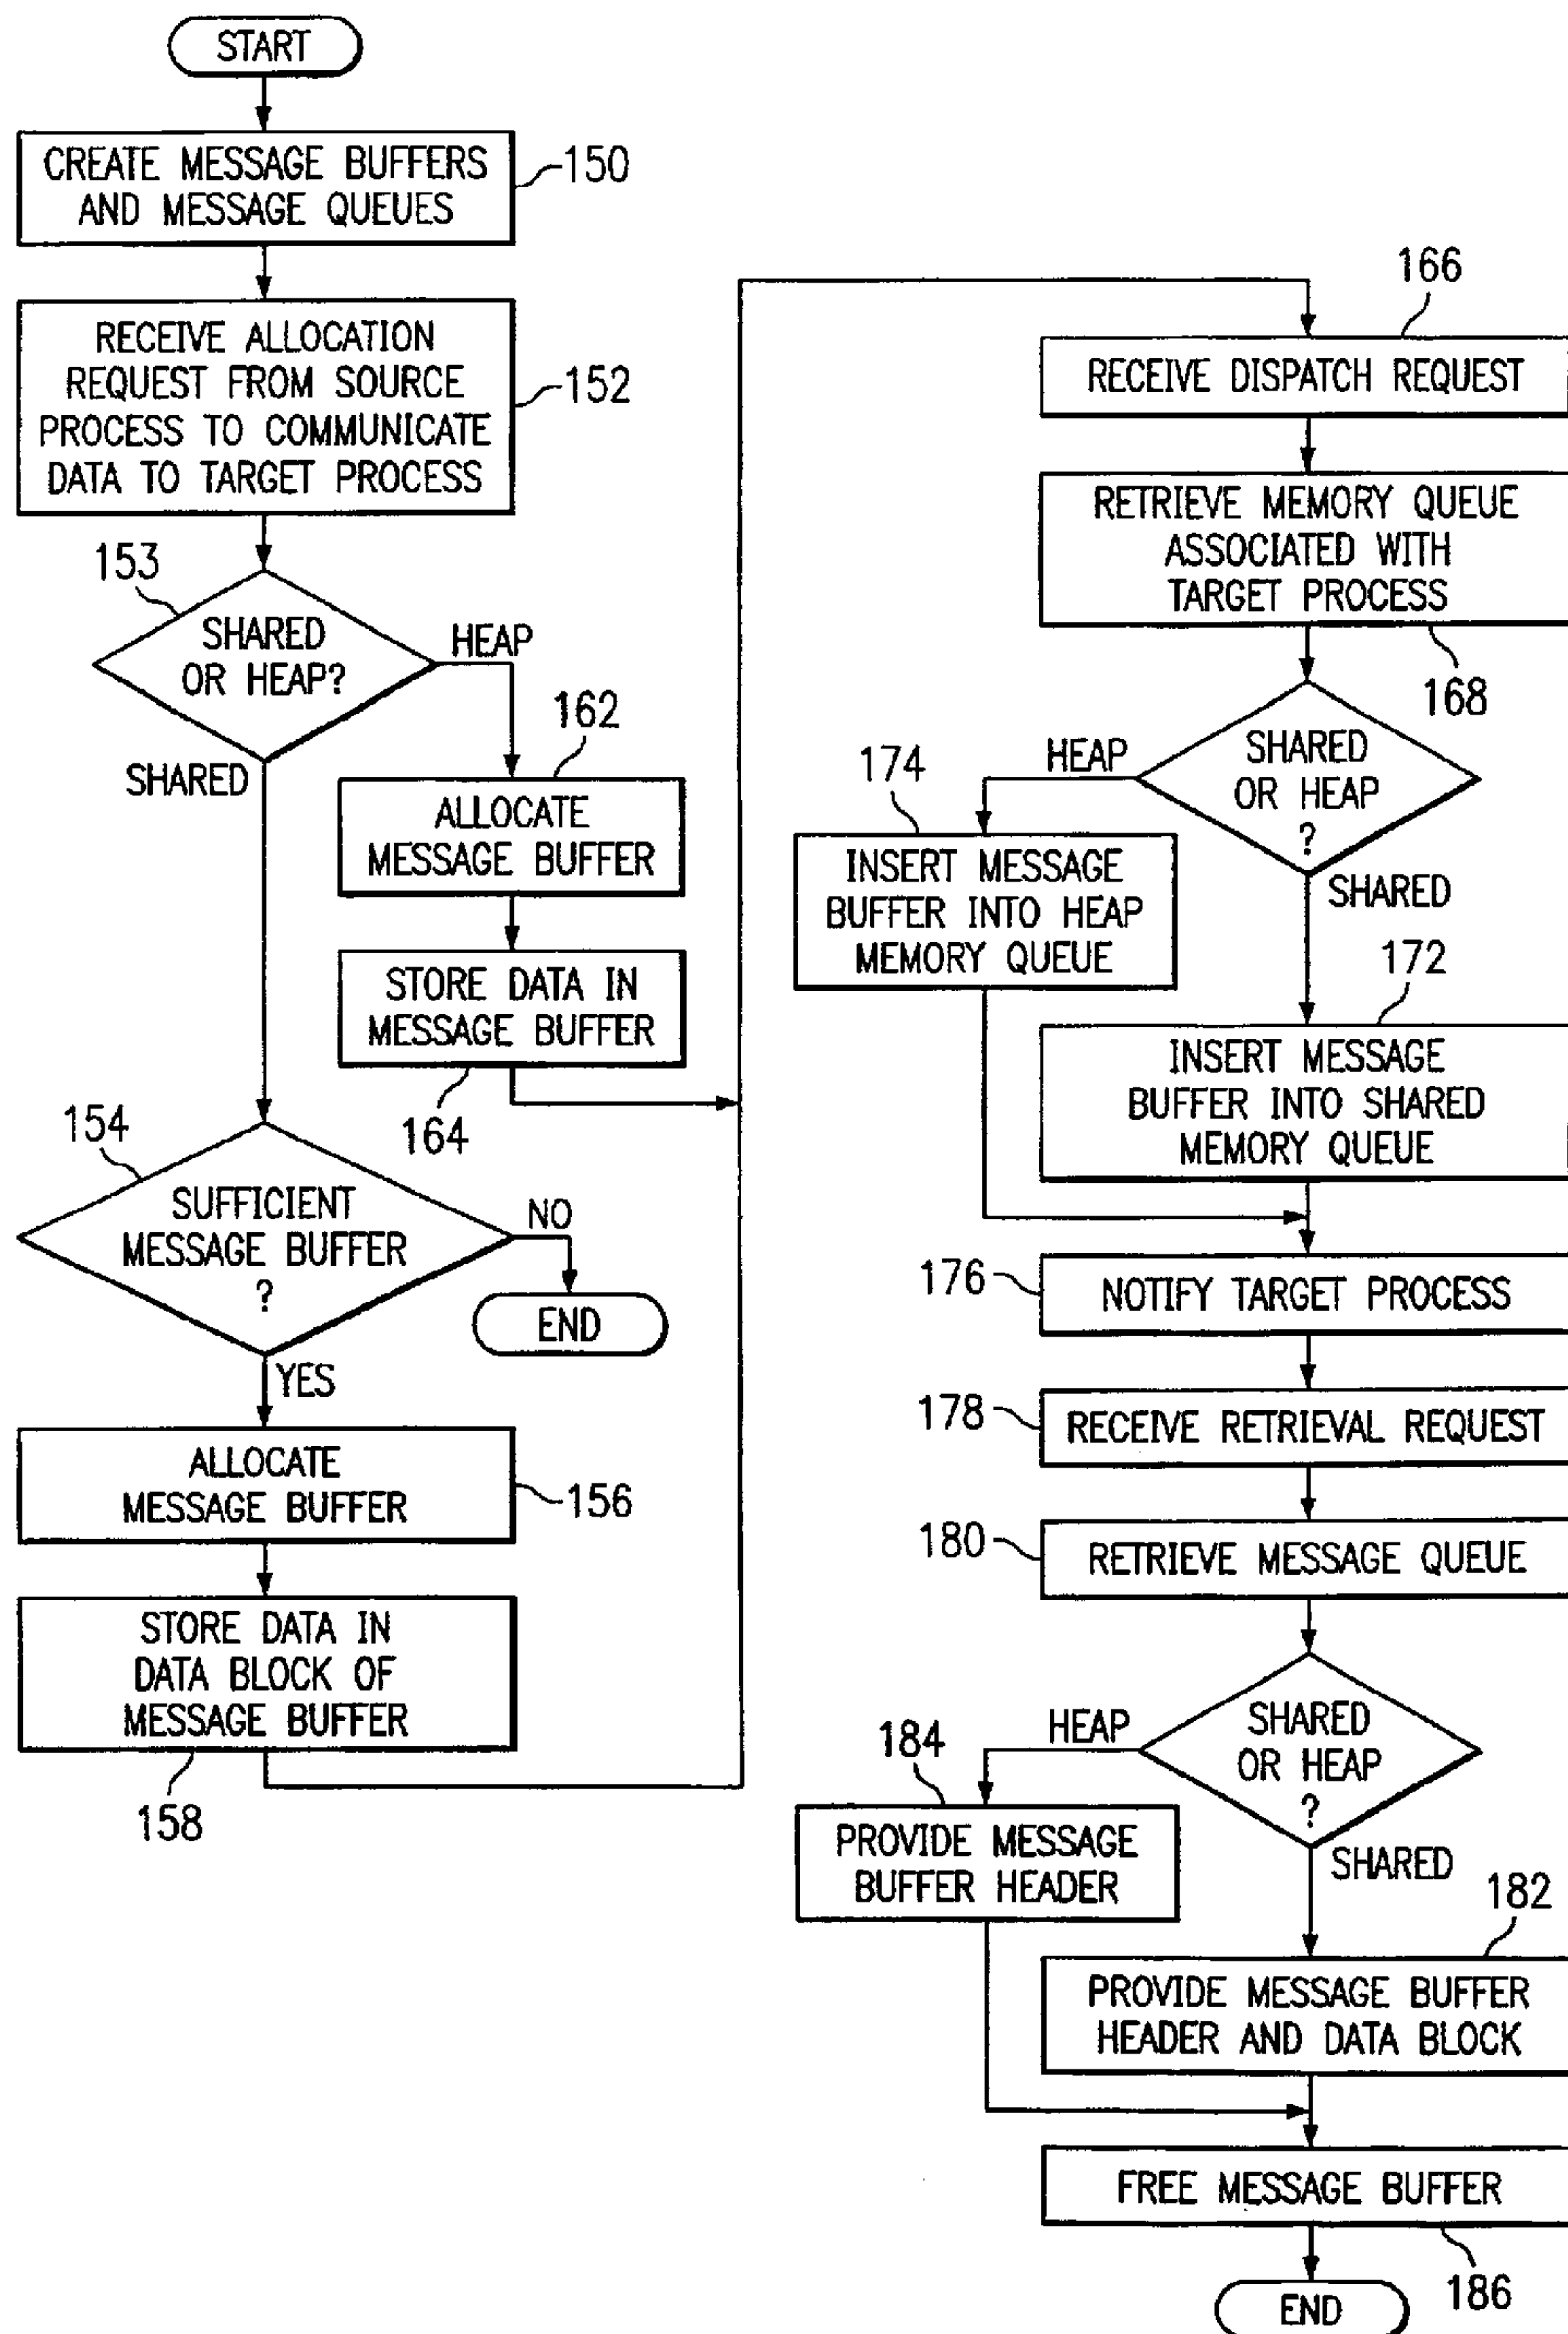 START
CREATE MESSAGE BUFFERS
AND MESSAGE QUEUES
150
RECEIVE ALLOCATION
REQUEST FROM SOURCE
PROCESS TO COMMUNICATE
DATA TO TARGET PROCESS
152
153
SHARED
OR HEAP?
HEAP
SHARED
162
ALLOCATE
MESSAGE BUFFER
STORE DATA IN
MESSAGE BUFFER
164
154
SUFFICIENT
MESSAGE BUFFER
?
NO
END
YES
ALLOCATE
MESSAGE BUFFER
156
STORE DATA IN
DATA BLOCK OF
MESSAGE BUFFER
158
166
RECEIVE DISPATCH REQUEST
RETRIEVE MEMORY QUEUE
ASSOCIATED WITH
TARGET PROCESS
168
SHARED
OR HEAP
?
HEAP
SHARED
174
INSERT MESSAGE
BUFFER INTO HEAP
MEMORY QUEUE
172
INSERT MESSAGE
BUFFER INTO SHARED
MEMORY QUEUE
176
NOTIFY TARGET PROCESS
178
RECEIVE RETRIEVAL REQUEST
180
RETRIEVE MESSAGE QUEUE
SHARED
OR HEAP
?
HEAP
SHARED
184
PROVIDE MESSAGE
BUFFER HEADER
182
PROVIDE MESSAGE BUFFER
HEADER AND DATA BLOCK
FREE MESSAGE BUFFER
186
END